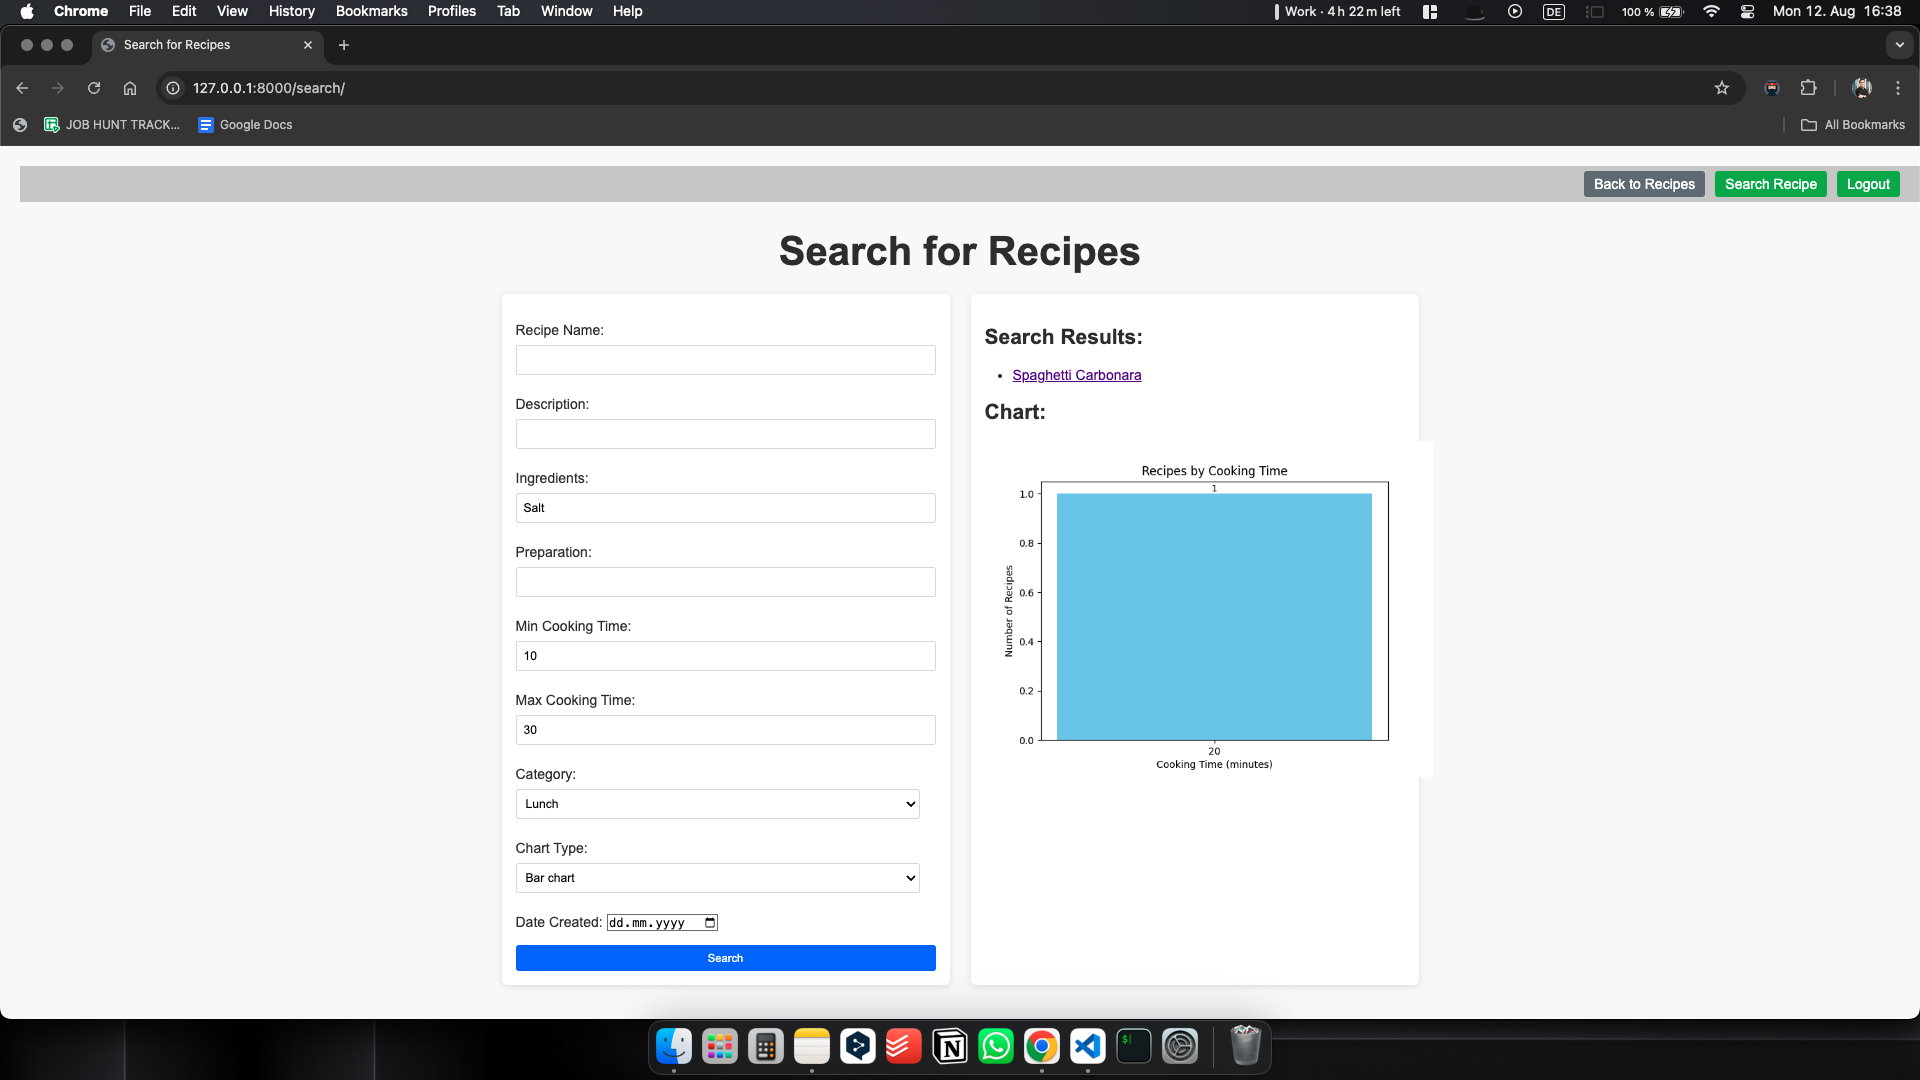 Chrome File Edit View History Bookmarks Profiles Tab Window Help Work · 4 h 22 m left DE 100 % Mon 12. Aug 16:38
Search for Recipes
127.0.0.1:8000/search/
JOB HUNT TRACK... Google Docs All Bookmarks
Back to Recipes Search Recipe Logout
Search for Recipes
Recipe Name:
Description:
Ingredients:
Salt
Preparation:
Min Cooking Time:
10
Max Cooking Time:
30
Category:
Lunch
Chart Type:
Bar chart
Date Created: dd.mm.yyyy
Search
Search Results:
• Spaghetti Carbonara
Chart:
Recipes by Cooking Time
1
1.0
0.8
0.6
0.4
0.2
0.0
Number of Recipes
20
Cooking Time (minutes)
$
N